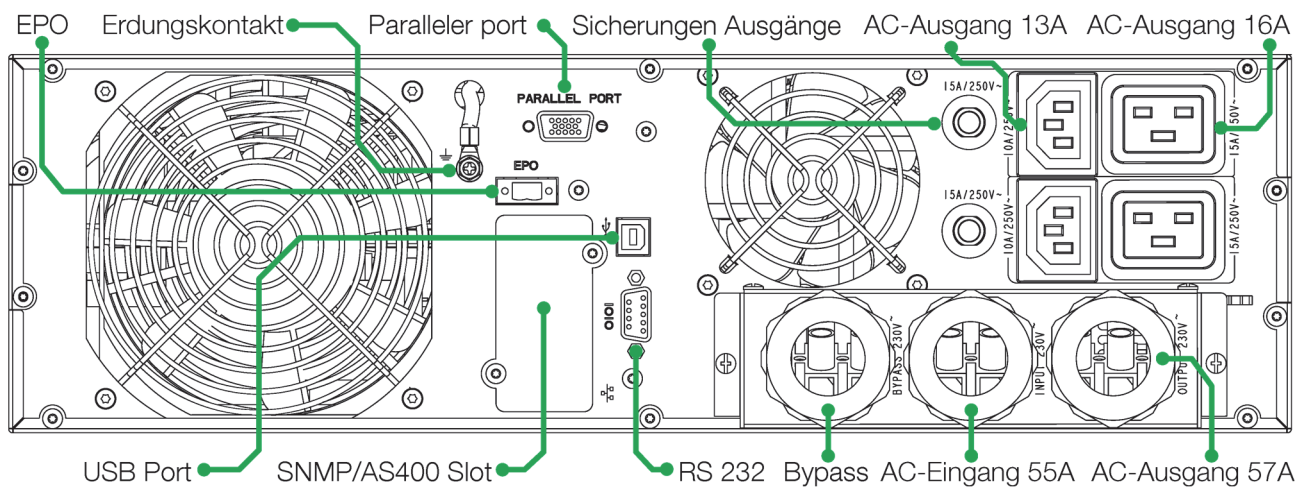 EPO Erdungskontakt Paralleler port Sicherungen Ausgänge AC-Ausgang 13A AC-Ausgang 16A
PARALLEL PORT
15A/250V~
10A/250V~
15A/250V~
EPO
15A/250V~
10A/250V~
15A/250V~
IOIOI
BYPASS 230V~
INPUT 230V~
OUTPUT 230V~
USB Port SNMP/AS400 Slot RS 232 Bypass AC-Eingang 55A AC-Ausgang 57A